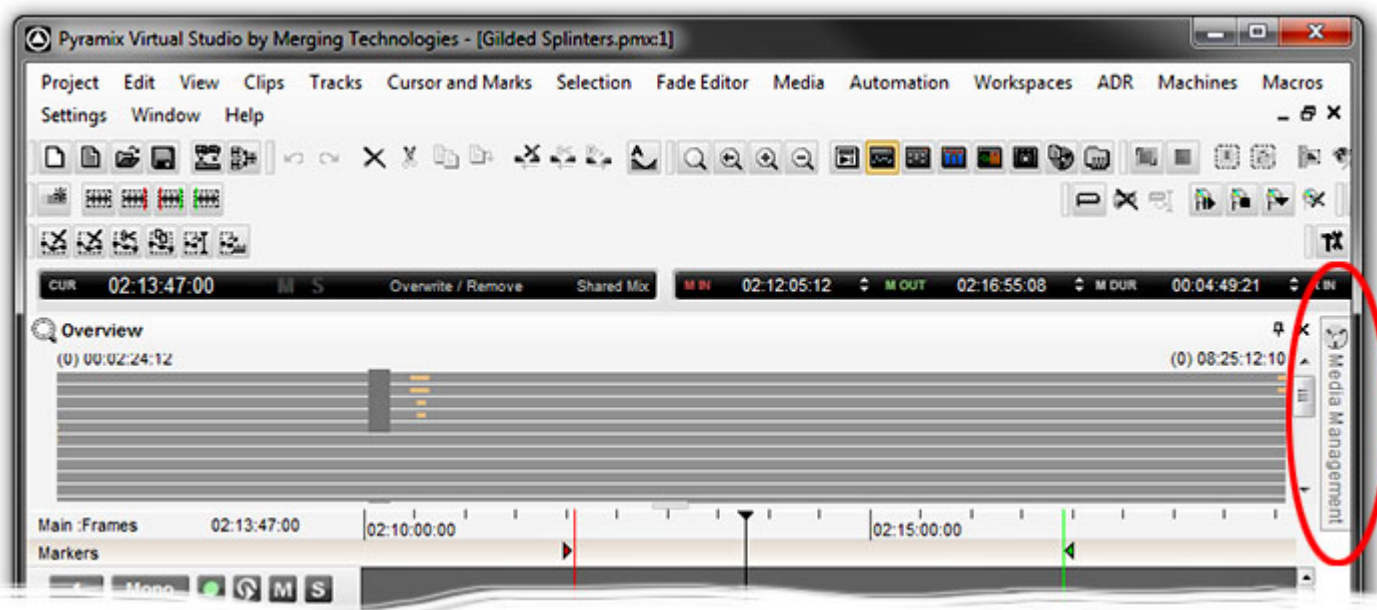 Pyramix Virtual Studio by Merging Technologies - [Gilded Splinters.pmx:1]
Project Edit View Clips Tracks Cursor and Marks Selection Fade Editor Media Automation Workspaces ADR Machines Macros
Settings Window Help
CUR 02:13:47:00 M S Overwrite / Remove Shared Mix M IN 02:12:05:12 M OUT 02:16:55:08 M DUR 00:04:49:21 IN
Overview
(0) 00:02:24:12 (0) 08:25:12:10
Media Management
Main :Frames 02:13:47:00 02:10:00:00 02:15:00:00
Markers
Mono M S